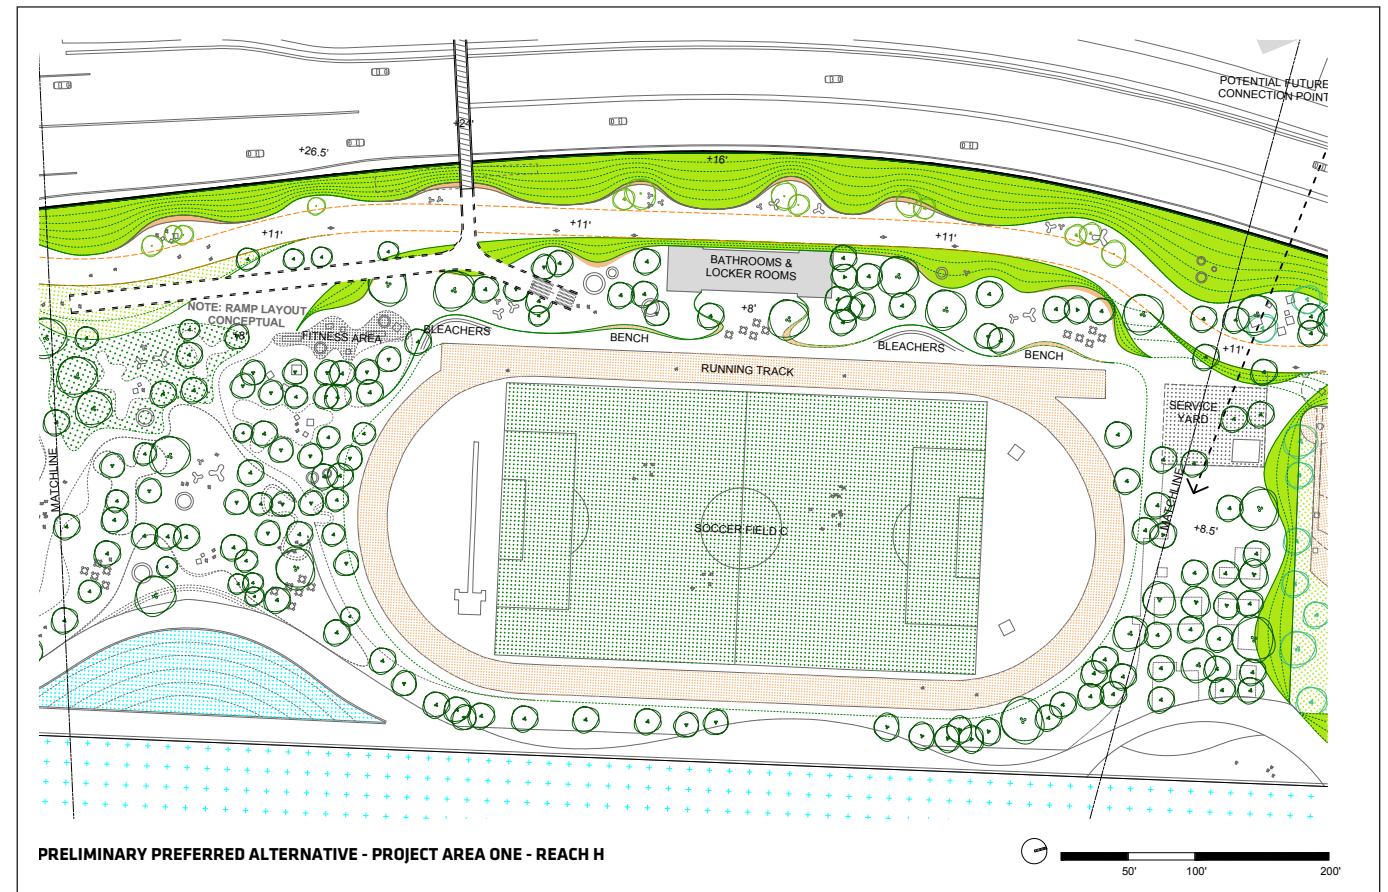 POTENTIAL FUTURE
CONNECTION POINT
+24'
+26.5'
+16'
+11'
+11'
+11'
BATHROOMS &
LOCKER ROOMS
NOTE: RAMP LAYOUT
CONCEPTUAL
+8'
+8'
FITNESS AREA
BLEACHERS
BENCH
BLEACHERS
BENCH
+11'
RUNNING TRACK
SERVICE
YARD
MATCHLINE
MATCHLINE
SOCCER FIELD C
+8.5'
PRELIMINARY PREFERRED ALTERNATIVE - PROJECT AREA ONE - REACH H
50'
100'
200'